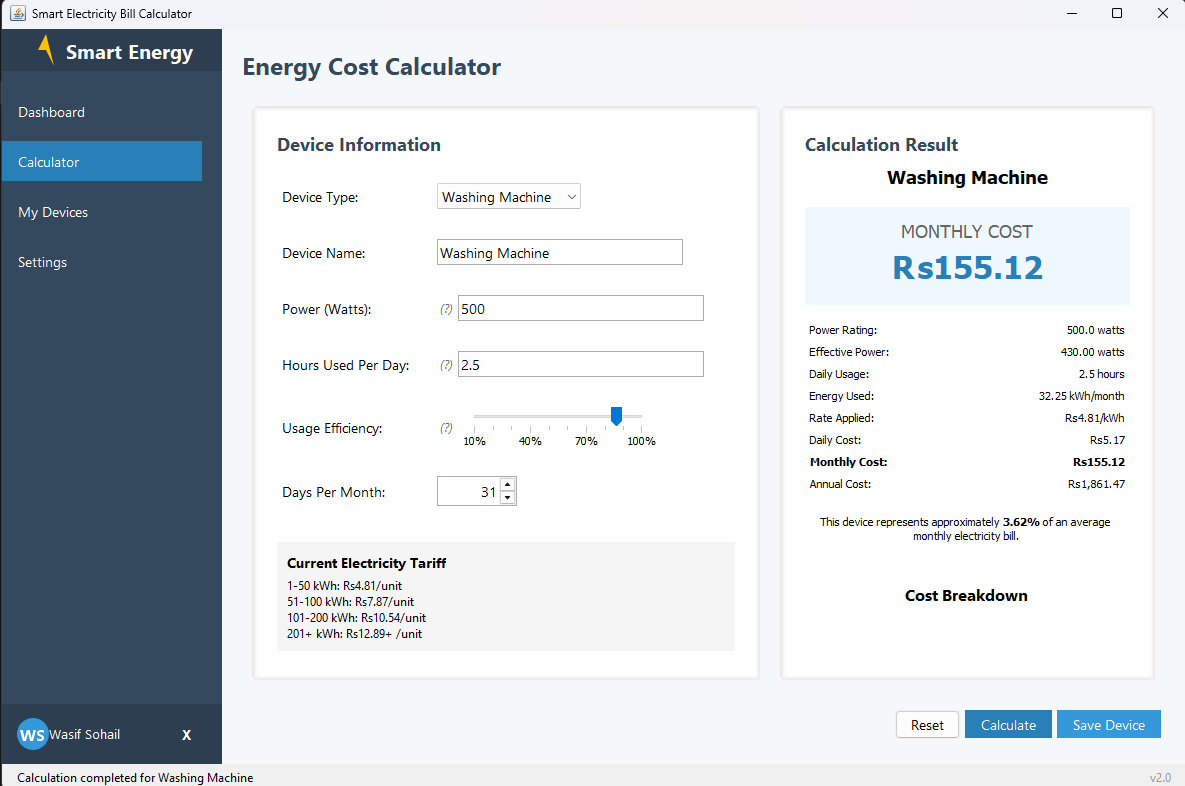 Smart Electricity Bill Calculator
Smart Energy
Dashboard
Calculator
My Devices
Settings
WS Wasif Sohail X
Energy Cost Calculator
Device Information
Device Type: Washing Machine
Device Name: Washing Machine
Power (Watts): (?) 500
Hours Used Per Day: (?) 2.5
Usage Efficiency: (?)
10% 40% 70% 100%
Days Per Month: 31
Current Electricity Tariff
1-50 kWh: Rs4.81/unit
51-100 kWh: Rs7.87/unit
101-200 kWh: Rs10.54/unit
201+ kWh: Rs12.89+ /unit
Calculation Result
Washing Machine
MONTHLY COST
Rs155.12
Power Rating: 500.0 watts
Effective Power: 430.00 watts
Daily Usage: 2.5 hours
Energy Used: 32.25 kWh/month
Rate Applied: Rs4.81/kWh
Daily Cost: Rs5.17
Monthly Cost: Rs155.12
Annual Cost: Rs1,861.47
This device represents approximately 3.62% of an average
monthly electricity bill.
Cost Breakdown
Reset Calculate Save Device
Calculation completed for Washing Machine
v2.0